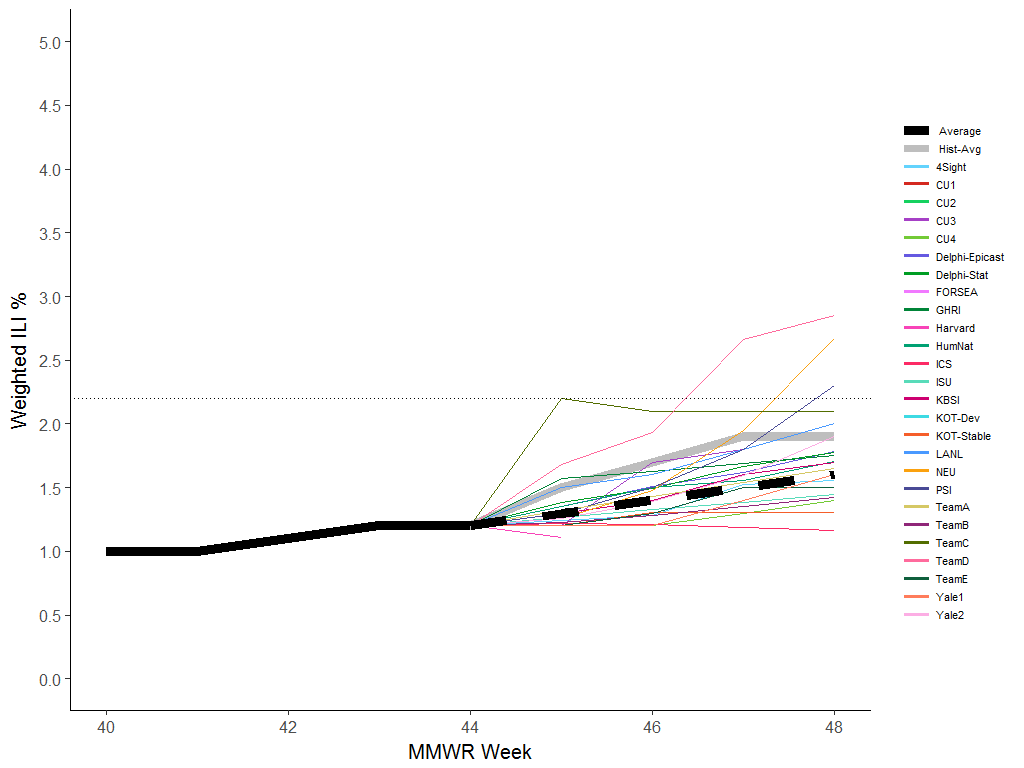 5.0
4.5
4.0
3.5
3.0
2.5
2.0
1.5
1.0
0.5
0.0
Weighted ILI %
40 42 44 46 48
MMWR Week
Average
Hist-Avg
4Sight
CU1
CU2
CU3
CU4
Delphi-Epicast
Delphi-Stat
FORSEA
GHRI
Harvard
HumNat
ICS
ISU
KBSI
KOT-Dev
KOT-Stable
LANL
NEU
PSI
TeamA
TeamB
TeamC
TeamD
TeamE
Yale1
Yale2